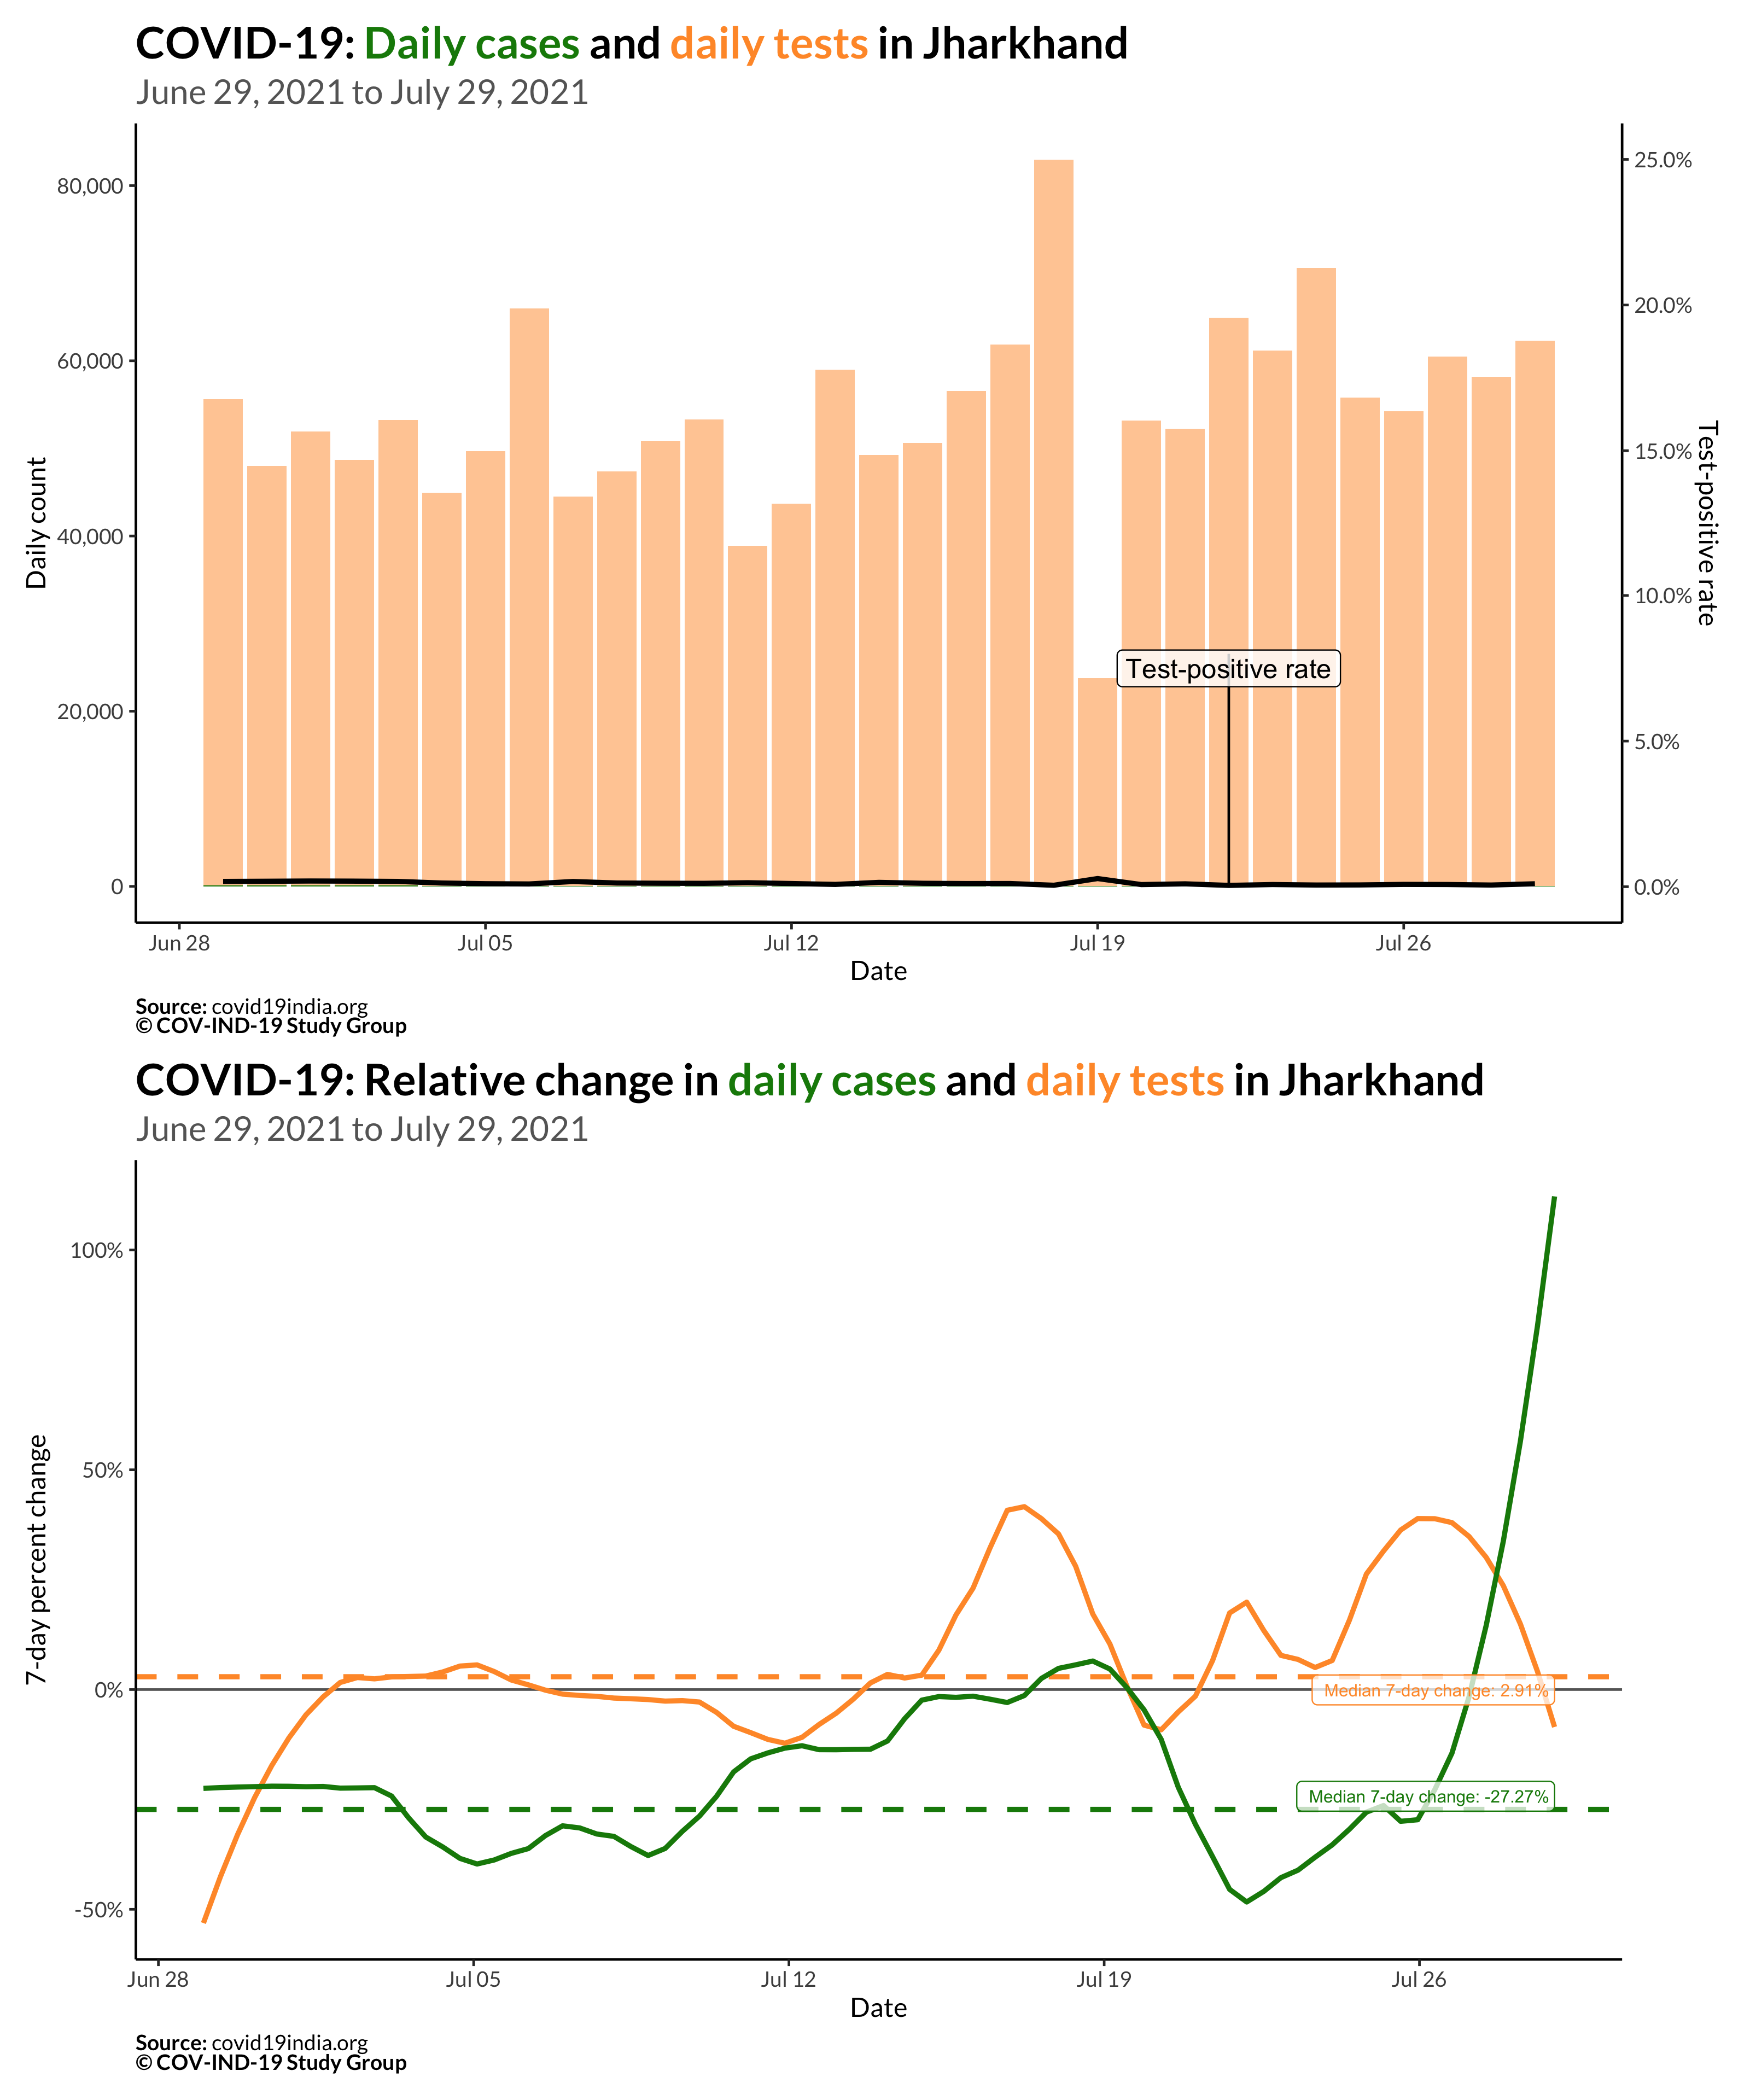 COVID-19: Daily cases and daily tests in Jharkhand
June 29, 2021 to July 29, 2021
80,000
60,000
40,000
20,000
0
Daily count
25.0%
20.0%
15.0%
10.0%
5.0%
0.0%
Test-positive rate
Test-positive rate
Jun 28
Jul 05
Jul 12
Jul 19
Jul 26
Date
Source: covid19india.org
© COV-IND-19 Study Group
COVID-19: Relative change in daily cases and daily tests in Jharkhand
June 29, 2021 to July 29, 2021
100%
50%
0%
-50%
7-day percent change
Median 7-day change: 2.91%
Median 7-day change: -27.27%
Jun 28
Jul 05
Jul 12
Jul 19
Jul 26
Date
Source: covid19india.org
© COV-IND-19 Study Group